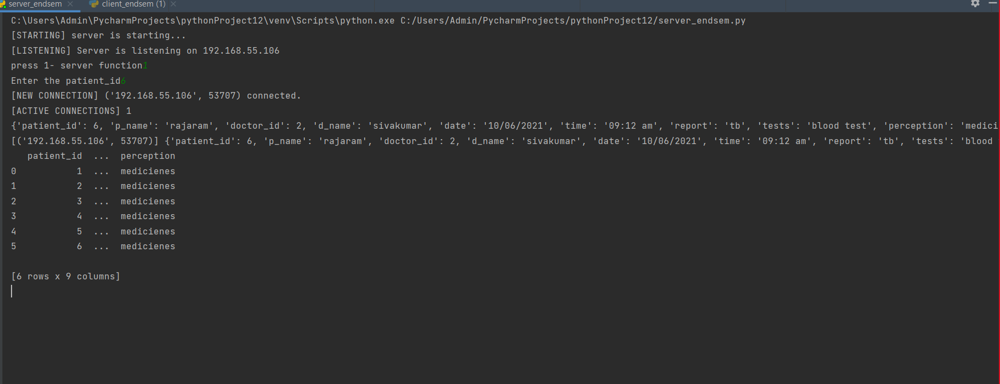 server_endsem client_endsem (1)
C:\Users\Admin\PycharmProjects\pythonProject12\venv\Scripts\python.exe C:/Users/Admin/PycharmProjects/pythonProject12/server_endsem.py
[STARTING] server is starting...
[LISTENING] Server is listening on 192.168.55.106
press 1- server function1
Enter the patient_id6
[NEW CONNECTION] ('192.168.55.106', 53707) connected.
[ACTIVE CONNECTIONS] 1
{'patient_id': 6, 'p_name': 'rajaram', 'doctor_id': 2, 'd_name': 'sivakumar', 'date': '10/06/2021', 'time': '09:12 am', 'report': 'tb', 'tests': 'blood test', 'perception': 'medici
[('192.168.55.106', 53707)] {'patient_id': 6, 'p_name': 'rajaram', 'doctor_id': 2, 'd_name': 'sivakumar', 'date': '10/06/2021', 'time': '09:12 am', 'report': 'tb', 'tests': 'blood
patient_id ... perception
0 1 ... medicienes
1 2 ... medicienes
2 3 ... medicienes
3 4 ... medicienes
4 5 ... medicienes
5 6 ... medicienes
[6 rows x 9 columns]